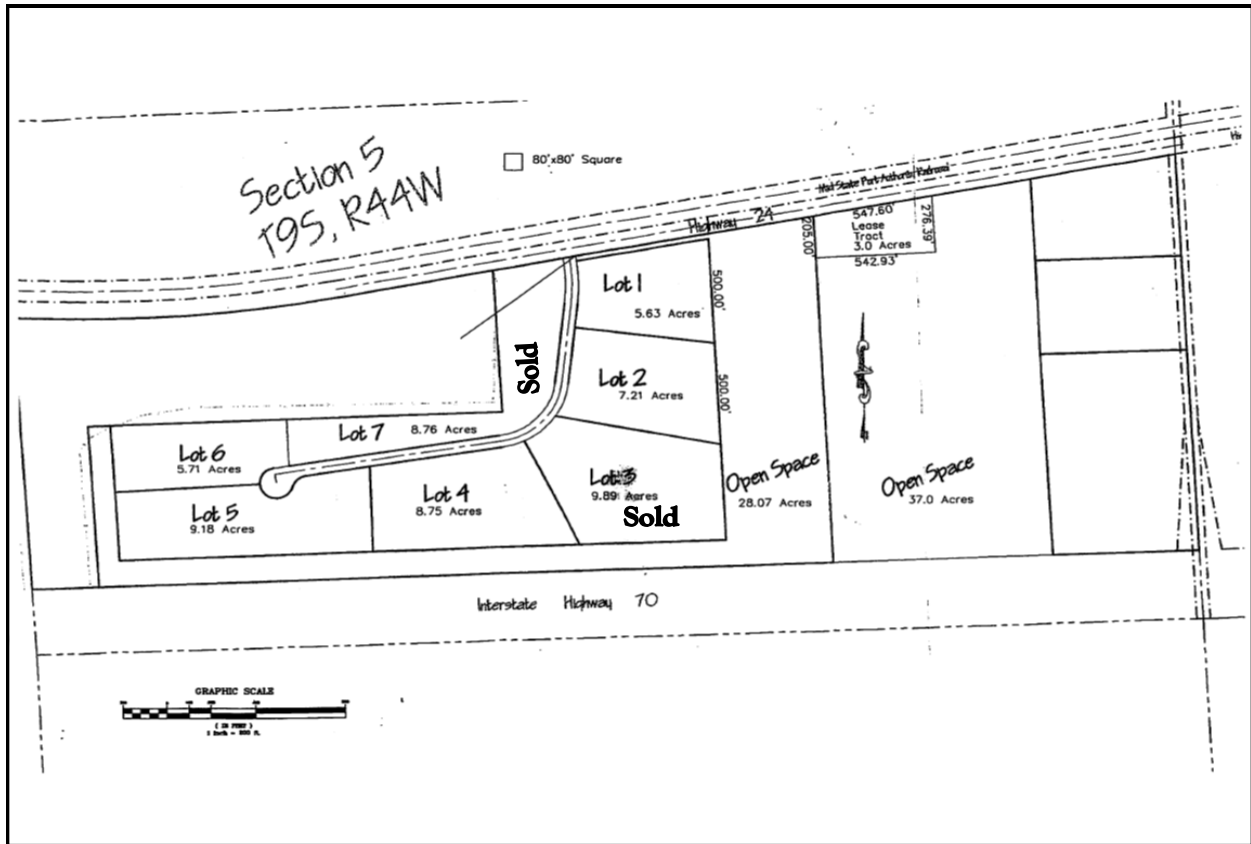 Section 5
T9S, R44W
80'x80' Square
Highway 24
547.60'
Lease
Tract
3.0 Acres
542.93'
276.39'
205.00'
Lot 1
5.63 Acres
500.00'
Lot 2
7.21 Acres
500.00'
Sold
Lot 7 8.76 Acres
Lot 6
5.71 Acres
Lot 5
9.18 Acres
Lot 4
8.75 Acres
Lot 3
9.89 Acres
Sold
Open Space
28.07 Acres
Open Space
37.0 Acres
Interstate Highway 70
GRAPHIC SCALE
( IN FEET )